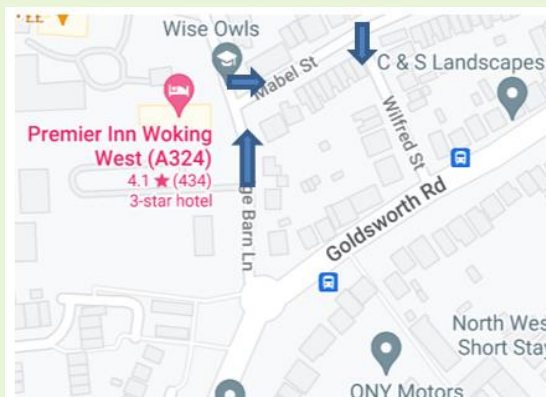 Wise Owls
Mabel St
C & S Landscapes
Premier Inn Woking
West (A324)
4.1★(434)
3-star hotel
Wilfred St
ge Barn Ln
Goldsworth Rd
North Wes
Short Stay
ONY Motors